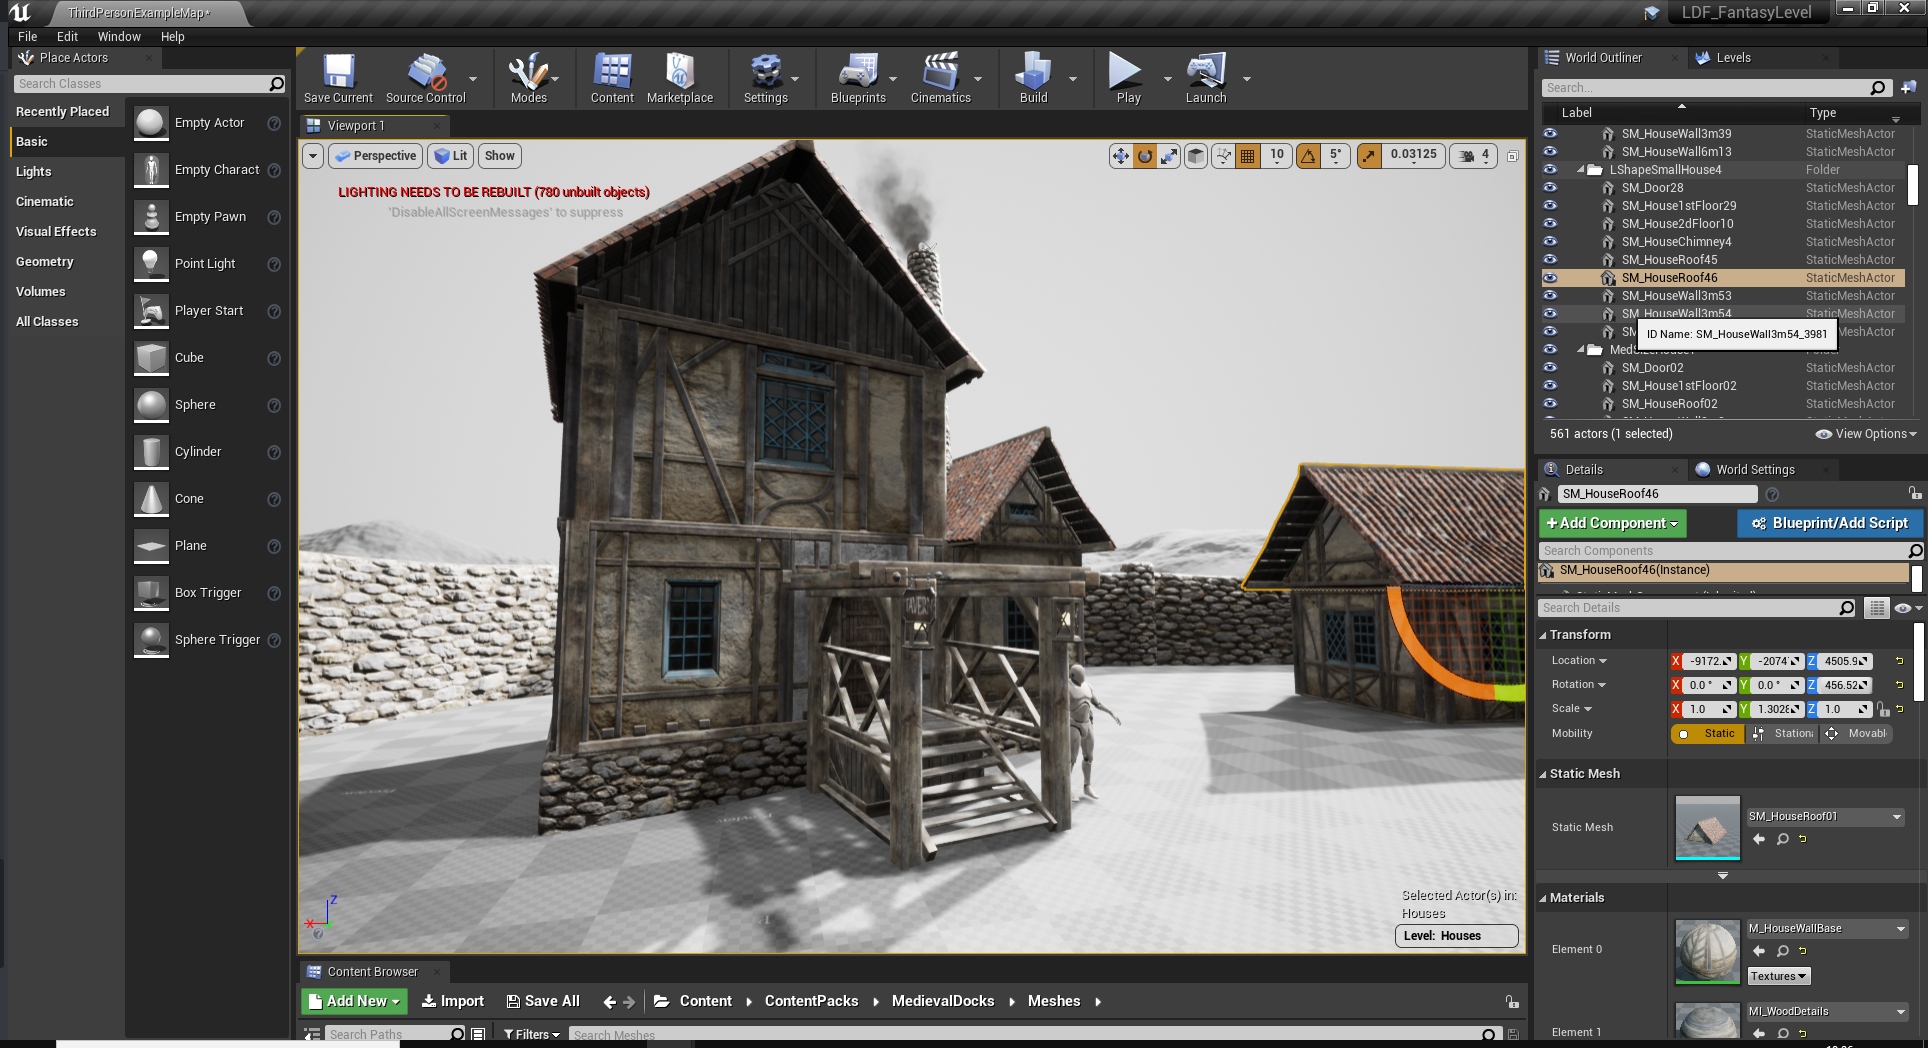 ThirdPersonExampleMap*
LDF_FantasyLevel
File Edit Window Help
Place Actors
Search Classes
Recently Placed
Basic
Lights
Cinematic
Visual Effects
Geometry
Volumes
All Classes
Empty Actor
Empty Charact
Empty Pawn
Point Light
Player Start
Cube
Sphere
Cylinder
Cone
Plane
Box Trigger
Sphere Trigger
Save Current Source Control Modes Content Marketplace Settings Blueprints Cinematics Build Play Launch
Viewport 1
Perspective Lit Show
10 5° 0.03125 4
LIGHTING NEEDS TO BE REBUILT (780 unbuilt objects)
'DisableAllScreenMessages' to suppress
TAVERN
Z
X
Selected Actor(s) in:
Houses
Level: Houses
Content Browser
Add New Import Save All Content ContentPacks MedievalDocks Meshes
Search Paths Filters Search Meshes
World Outliner Levels
Search...
Label Type
SM_HouseWall3m39 StaticMeshActor
SM_HouseWall6m13 StaticMeshActor
LShapeSmallHouse4 Folder
SM_Door28 StaticMeshActor
SM_House1stFloor29 StaticMeshActor
SM_House2dFloor10 StaticMeshActor
SM_HouseChimney4 StaticMeshActor
SM_HouseRoof45 StaticMeshActor
SM_HouseRoof46 StaticMeshActor
SM_HouseWall3m53 StaticMeshActor
SM_HouseWall3m54 StaticMeshActor
ID Name: SM_HouseWall3m54_3981
SM_Door02 StaticMeshActor
SM_House1stFloor02 StaticMeshActor
SM_HouseRoof02 StaticMeshActor
561 actors (1 selected) View Options
Details World Settings
SM_HouseRoof46
+Add Component Blueprint/Add Script
Search Components
SM_HouseRoof46(Instance)
Search Details
Transform
Location X -9172. Y -2074 Z 4505.9
Rotation X 0.0 ° Y 0.0 ° Z 456.52
Scale X 1.0 Y 1.302 Z 1.0
Mobility Static Station Movabl
Static Mesh
Static Mesh SM_HouseRoof01
Materials
Element 0 M_HouseWallBase
Textures
Element 1 MI_WoodDetails